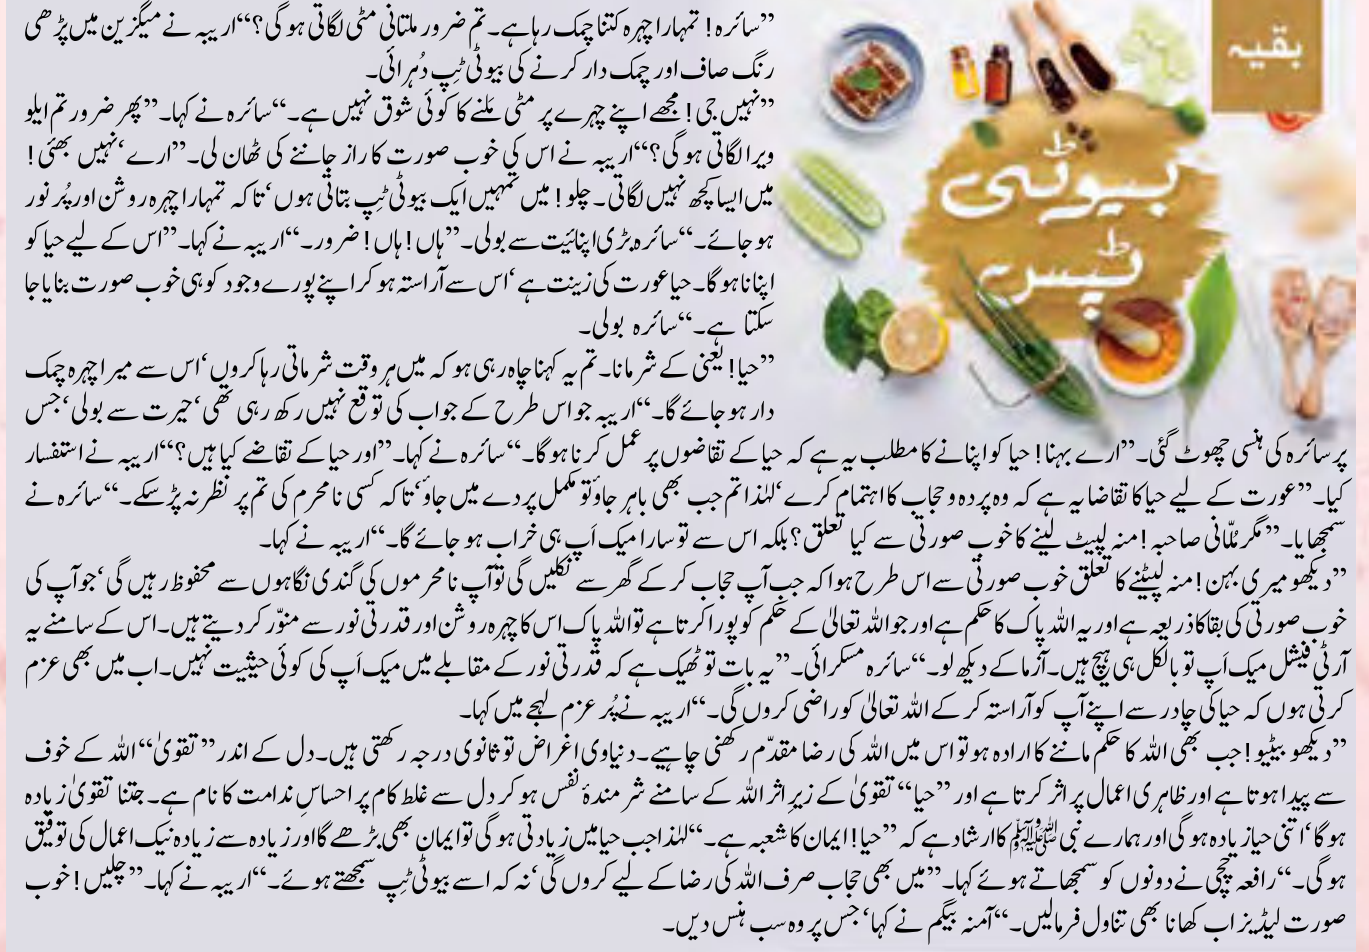 بقیہ
بیوٹی
ٹپس
”سائرہ! تمہارا چہرہ کتنا چمک رہا ہے۔ تم ضرور ملتانی مٹی لگاتی ہوگی؟“ اریبہ نے میگزین میں پڑھی
رنگ صاف اور چمک دار کرنے کی بیوٹی ٹِپ دُہرائی۔
”نہیں جی! مجھے اپنے چہرے پر مٹی مَلنے کا کوئی شوق نہیں ہے۔“ سائرہ نے کہا۔ ”پھر ضرور تم ایلو
ویرا لگاتی ہوگی؟“ اریبہ نے اس کی خوب صورت کا راز جاننے کی ٹھان لی۔ ”ارے، نہیں بھئی!
میں ایسا کچھ نہیں لگاتی۔ چلو! میں تمہیں ایک بیوٹی ٹِپ بتاتی ہوں، تاکہ تمہارا چہرہ روشن اور پُر نور
ہو جائے۔“ سائرہ بڑی اپنائیت سے بولی۔ ”ہاں! ہاں! ضرور۔“ اریبہ نے کہا۔ ”اس کے لیے حیا کو
اپنانا ہوگا۔ حیا عورت کی زینت ہے، اس سے آراستہ ہو کر اپنے پورے وجود کو ہی خوب صورت بنایا جا
سکتا ہے۔“ سائرہ بولی۔
”حیا! یعنی کے شرمانا۔ تم یہ کہنا چاہ رہی ہو کہ میں ہر وقت شرماتی رہا کروں، اس سے میرا چہرہ چمک
دار ہو جائے گا۔“ اریبہ جو اس طرح کے جواب کی توقع نہیں رکھ رہی تھی، حیرت سے بولی، جس
پر سائرہ کی ہنسی چھوٹ گئی۔ ”ارے بہنا! حیا کو اپنانے کا مطلب یہ ہے کہ حیا کے تقاضوں پر عمل کرنا ہوگا۔“ سائرہ نے کہا۔ ”اور حیا کے تقاضے کیا ہیں؟“ اریبہ نے استفسار
کیا۔ ”عورت کے لیے حیا کا تقاضا یہ ہے کہ وہ پردہ و حجاب کا اہتمام کرے، لہٰذا تم جب بھی باہر جاؤ تو مکمل پردے میں جاؤ، تاکہ کسی نامحرم کی تم پر نظر نہ پڑ سکے۔“ سائرہ نے
سمجھایا۔ ”مگر مُلّانی صاحبہ! منہ لپیٹ لینے کا خوب صورتی سے کیا تعلق؟ بلکہ اس سے تو سارا میک اَپ ہی خراب ہو جائے گا۔“ اریبہ نے کہا۔
”دیکھو میری بہن! منہ لپیٹنے کا تعلق خوب صورتی سے اس طرح ہوا کہ جب آپ حجاب کر کے گھر سے نکلیں گی تو آپ نامحرموں کی گندی نگاہوں سے محفوظ رہیں گی، جو آپ کی
خوب صورتی کی بقا کا ذریعہ ہے اور یہ اللہ پاک کا حکم ہے اور جو اللہ تعالیٰ کے حکم کو پورا کرتا ہے تو اللہ پاک اس کا چہرہ روشن اور قدرتی نور سے منوّر کر دیتے ہیں۔ اس کے سامنے یہ
آرٹی فیشل میک اَپ تو بالکل ہی ہیچ ہیں۔ آزما کے دیکھ لو۔“ سائرہ مسکرائی۔ ”یہ بات تو ٹھیک ہے کہ قدرتی نور کے مقابلے میں میک اَپ کی کوئی حیثیت نہیں۔ اب میں بھی عزم
کرتی ہوں کہ حیا کی چادر سے اپنے آپ کو آراستہ کر کے اللہ تعالیٰ کو راضی کروں گی۔“ اریبہ نے پُر عزم لہجے میں کہا۔
”دیکھو بیٹیو! جب بھی اللہ کا حکم ماننے کا ارادہ ہو تو اس میں اللہ کی رضا مقدّم رکھنی چاہیے۔ دنیاوی اغراض تو ثانوی درجہ رکھتی ہیں۔ دل کے اندر ”تقویٰ“ اللہ کے خوف
سے پیدا ہوتا ہے اور ظاہری اعمال پر اثر کرتا ہے اور ”حیا“ تقویٰ کے زیرِ اثر اللہ کے سامنے شرمندۂ نفس ہو کر دل سے غلط کام پر احساسِ ندامت کا نام ہے۔ جتنا تقویٰ زیادہ
ہوگا، اتنی حیا زیادہ ہوگی اور ہمارے نبی ﷺ کا ارشاد ہے کہ ”حیا! ایمان کا شعبہ ہے۔“ لہٰذا جب حیا میں زیادتی ہوگی تو ایمان بھی بڑھے گا اور زیادہ سے زیادہ نیک اعمال کی توفیق
ہوگی۔“ رافعہ چچی نے دونوں کو سمجھاتے ہوئے کہا۔ ”میں بھی حجاب صرف اللہ کی رضا کے لیے کروں گی، نہ کہ اسے بیوٹی ٹِپ سمجھتے ہوئے۔“ اریبہ نے کہا۔ ”چلیں! خوب
صورت لیڈیز اب کھانا بھی تناول فرمالیں۔“ آمنہ بیگم نے کہا، جس پر وہ سب ہنس دیں۔